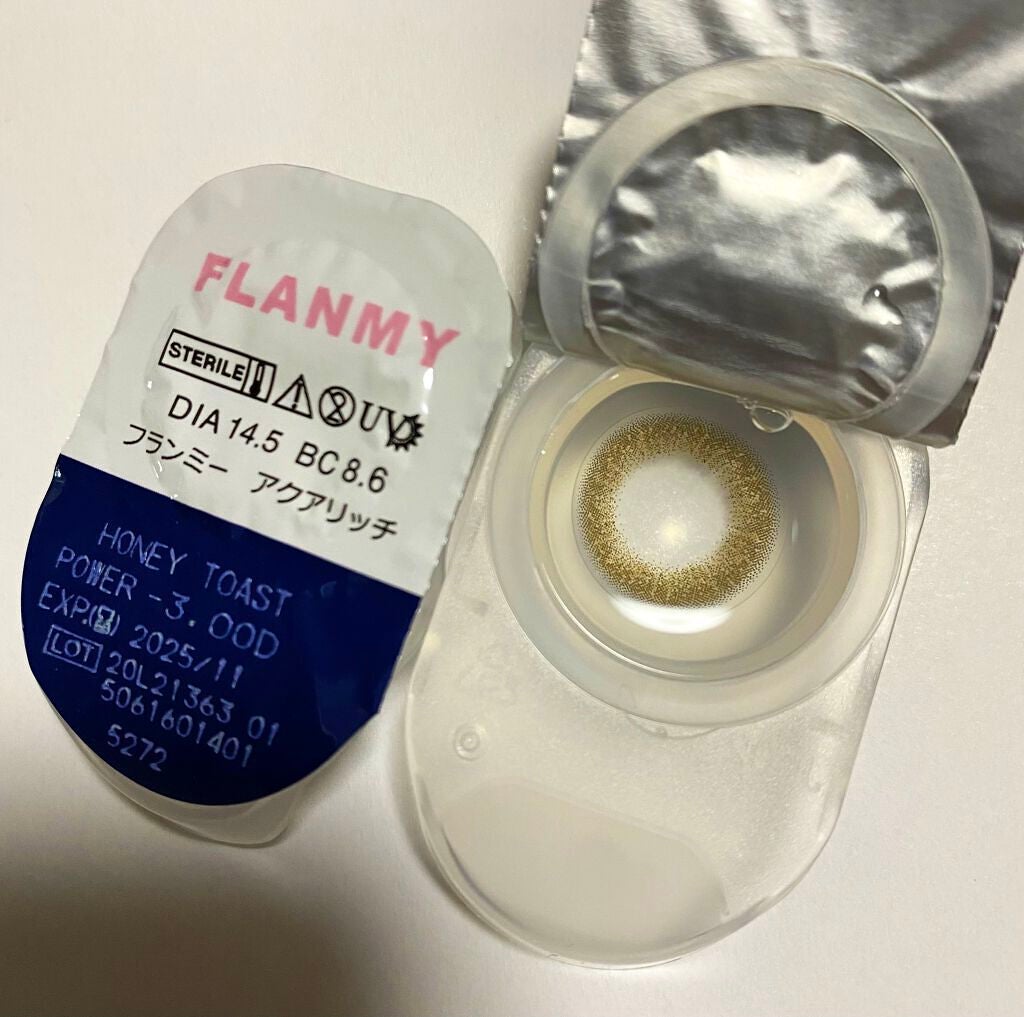 FLANMY
STERILE UV
DIA 14.5 BC 8.6
フランミー アクアリッチ
HONEY TOAST
POWER -3.00D
EXP. 2025/11
LOT 20L21363 01
5061601401
5272